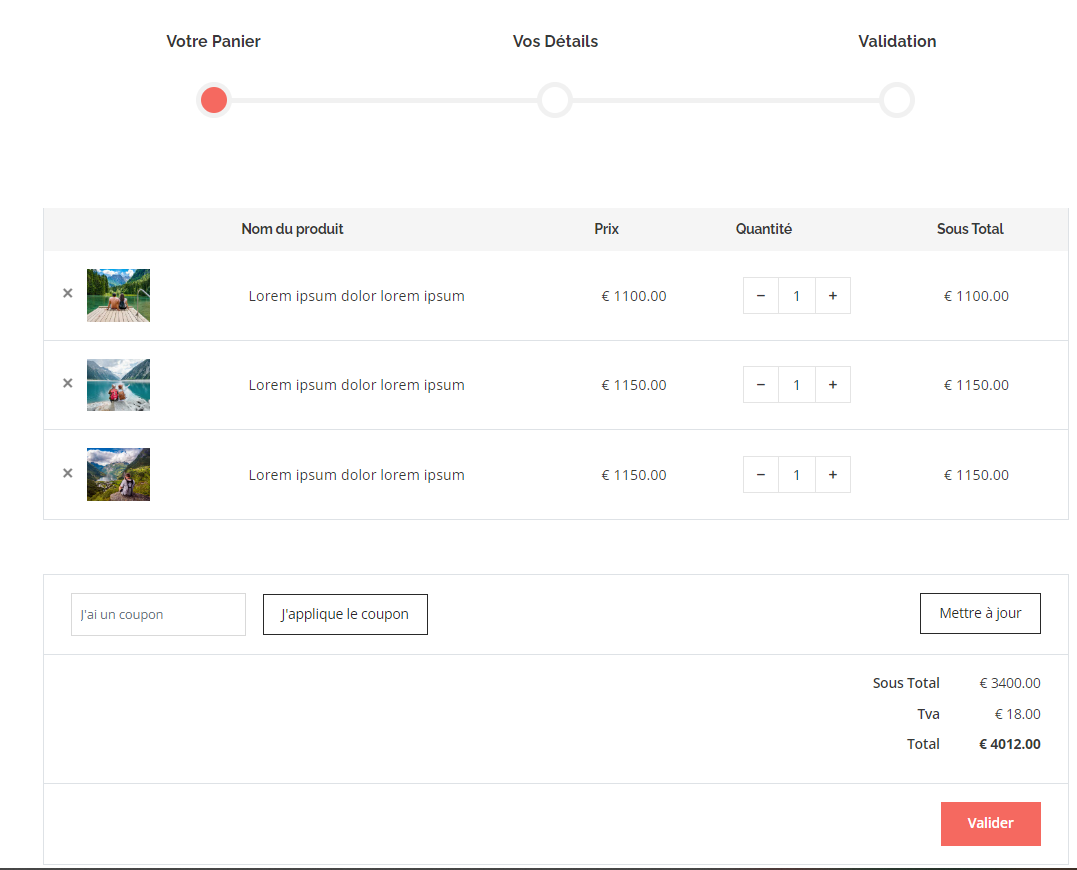 Votre Panier Vos Détails Validation
Nom du produit Prix Quantité Sous Total
× Lorem ipsum dolor lorem ipsum € 1100.00 − 1 + € 1100.00
× Lorem ipsum dolor lorem ipsum € 1150.00 − 1 + € 1150.00
× Lorem ipsum dolor lorem ipsum € 1150.00 − 1 + € 1150.00
J'ai un coupon J'applique le coupon Mettre à jour
Sous Total € 3400.00
Tva € 18.00
Total € 4012.00
Valider